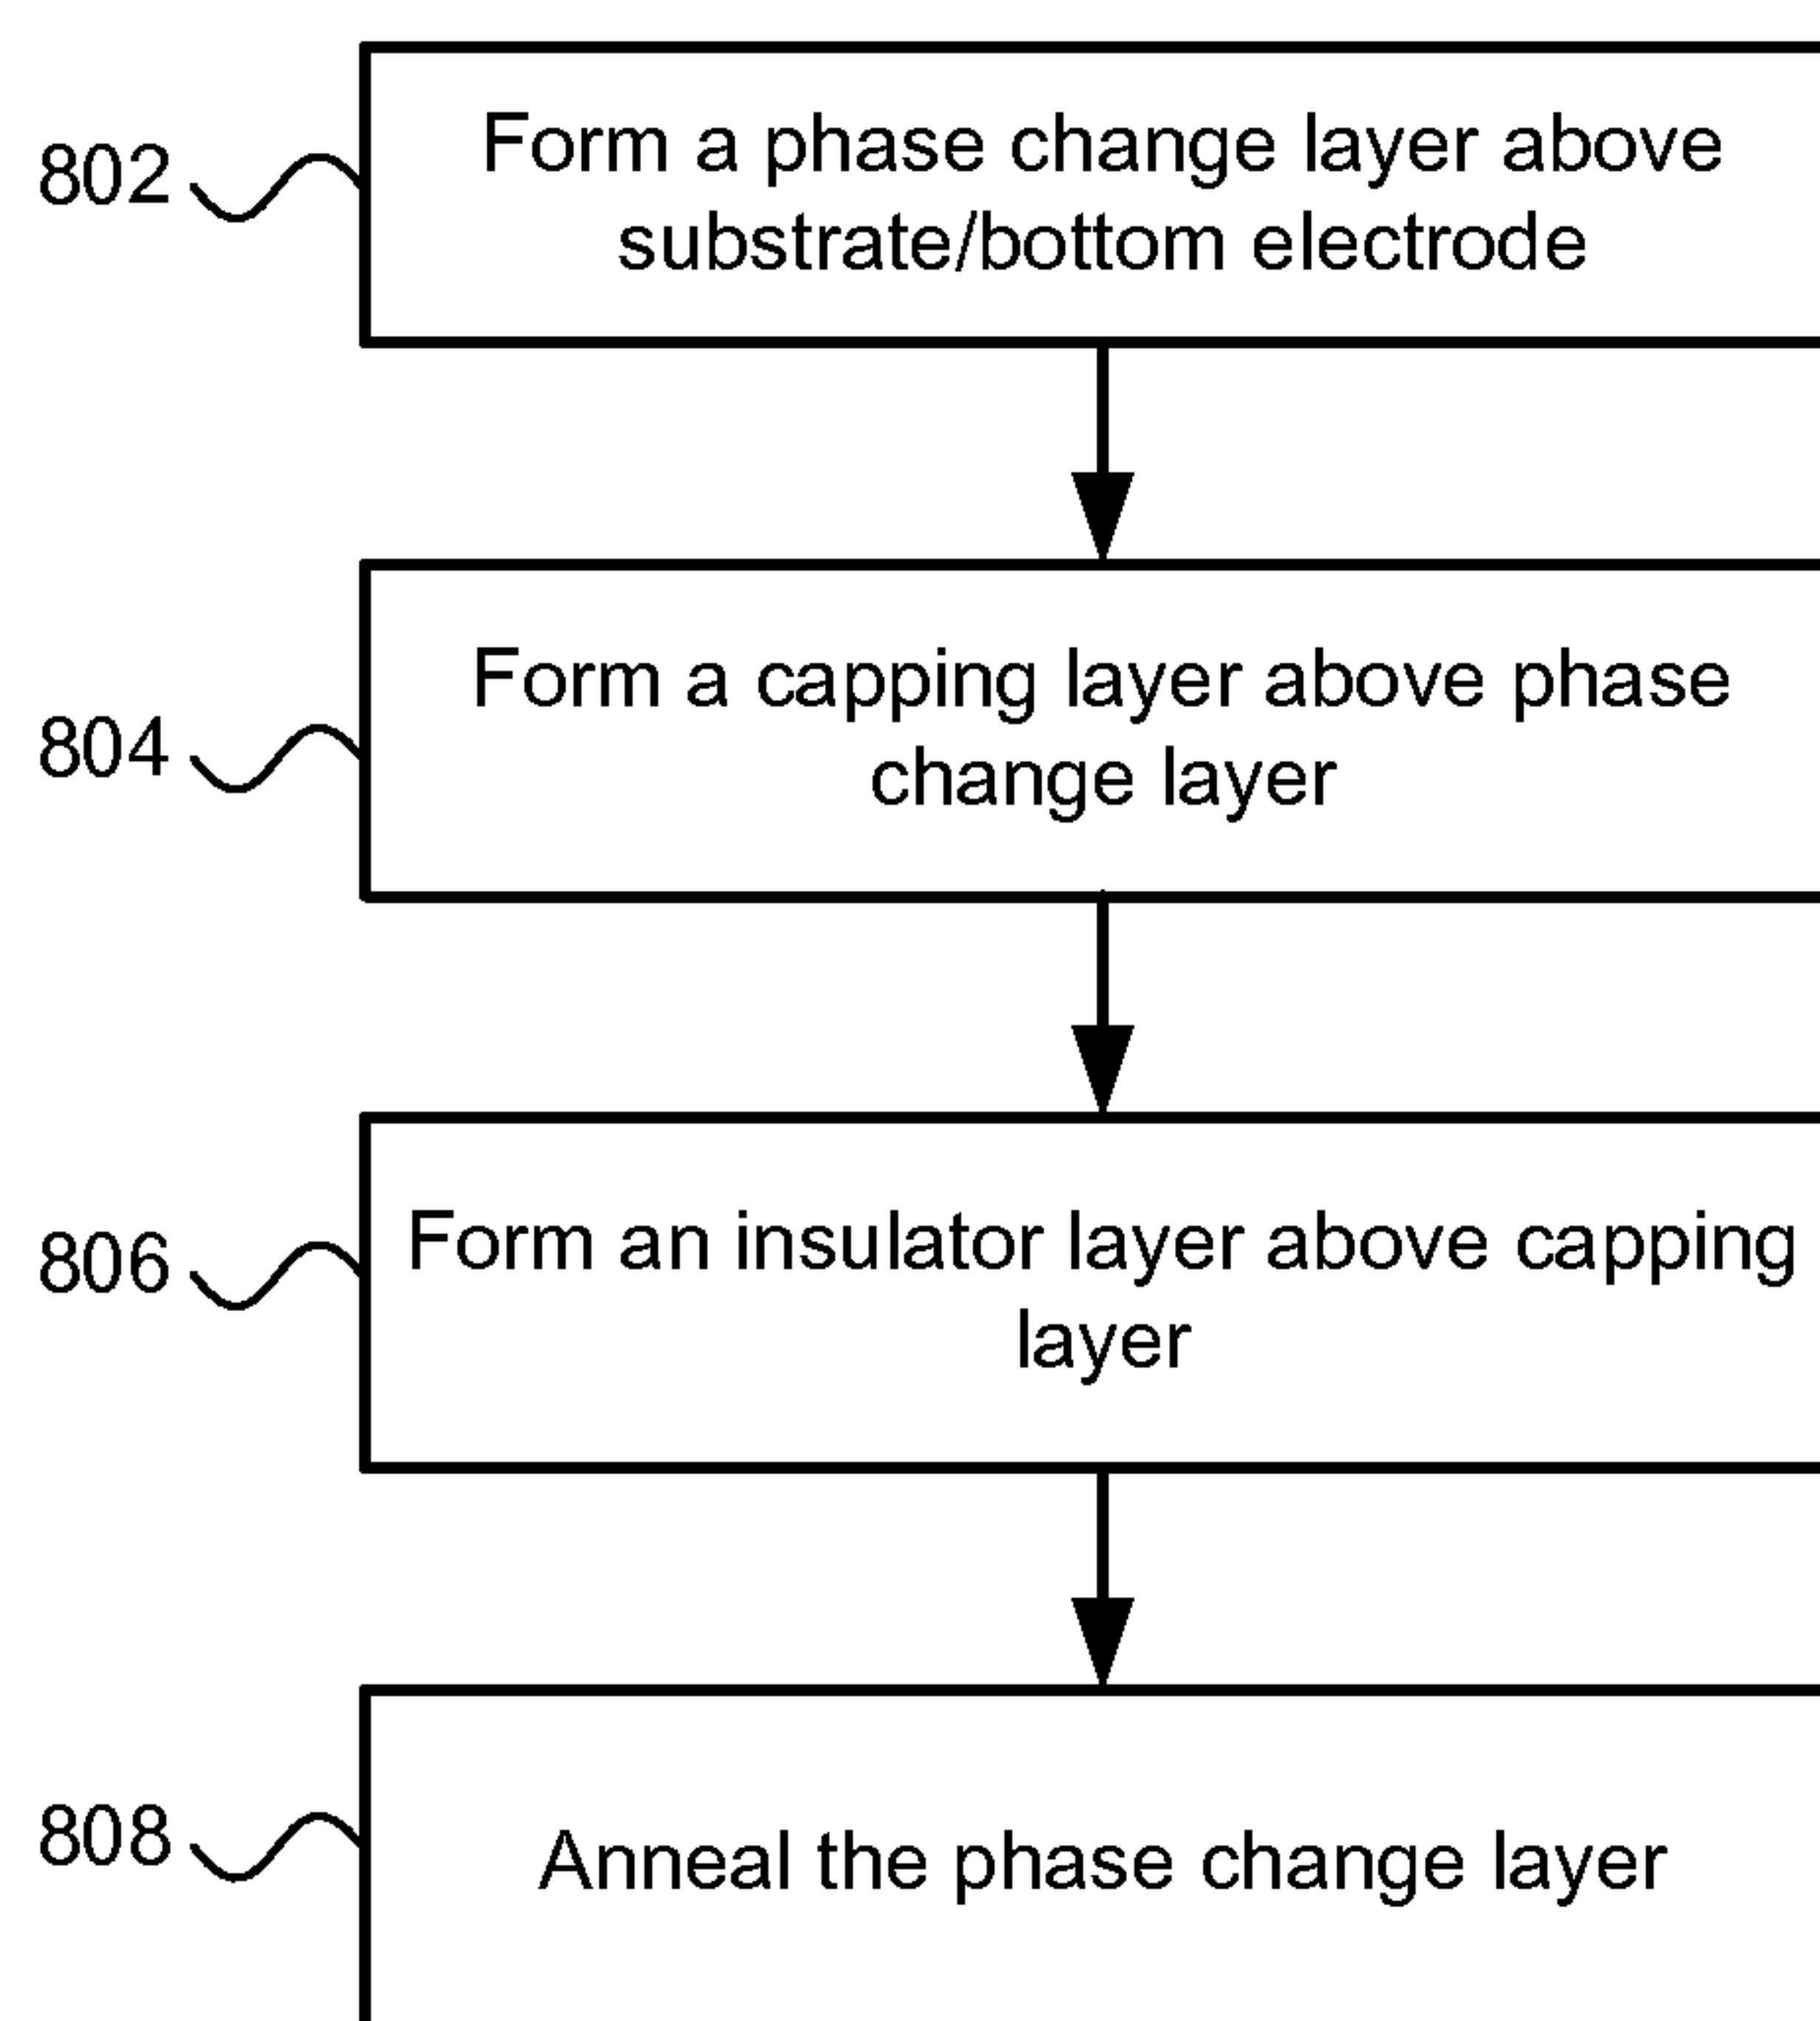 802
Form a phase change layer above
substrate/bottom electrode
804
Form a capping layer above phase
change layer
806
Form an insulator layer above capping
layer
808
Anneal the phase change layer